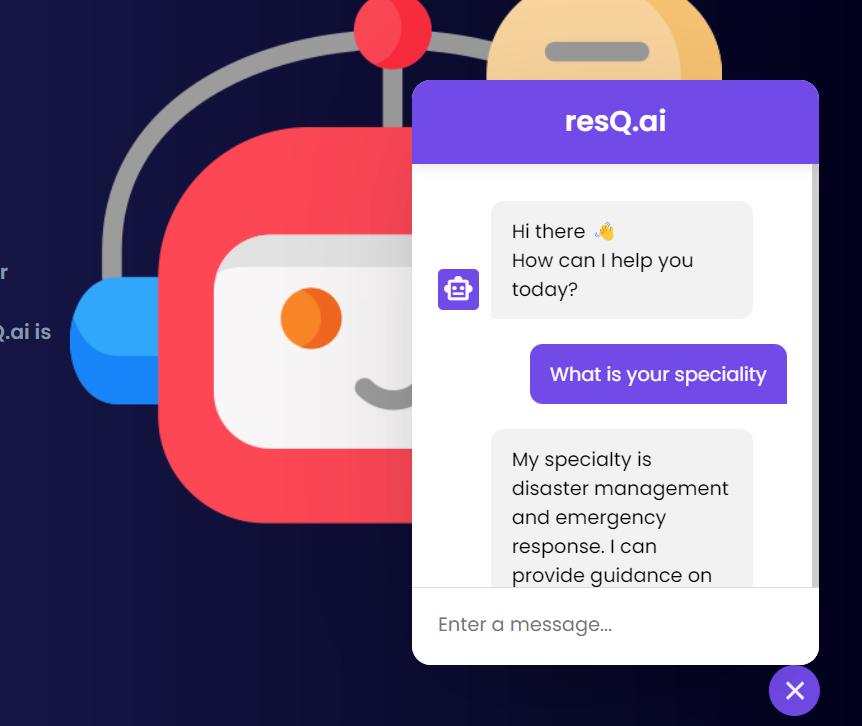 resQ.ai
Hi there 👋
How can I help you
today?
What is your speciality
My specialty is
disaster management
and emergency
response. I can
provide guidance on
Enter a message...
r
.ai is